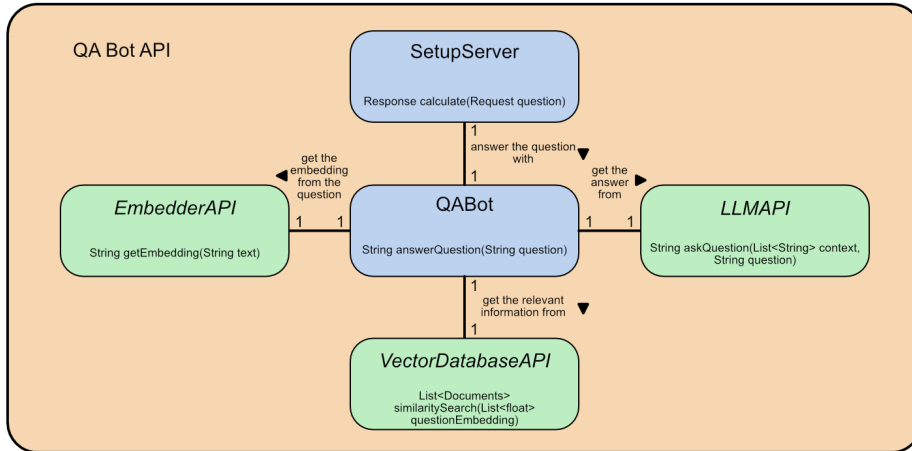 QA Bot API
SetupServer
Response calculate(Request question)
1
answer the question
with
1
get the
embedding
from the
question
get the
answer
from
EmbedderAPI
String getEmbedding(String text)
1
1
QABot
String answerQuestion(String question)
1
1
LLMAPI
String askQuestion(List<String> context,
String question)
1
get the relevant
information from
1
VectorDatabaseAPI
List<Documents>
similaritySearch(List<float>
questionEmbedding)